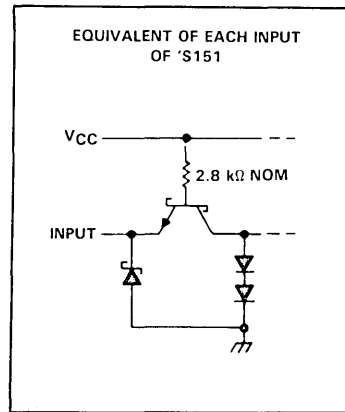 EQUIVALENT OF EACH INPUT
OF 'S151
VCC
2.8 kΩ NOM
INPUT